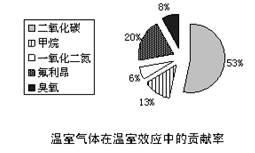 8%
二氧化碳
甲烷
一氧化二氮
氟利昂
臭氧
20%
6%
13%
53%
温室气体在温室效应中的贡献率